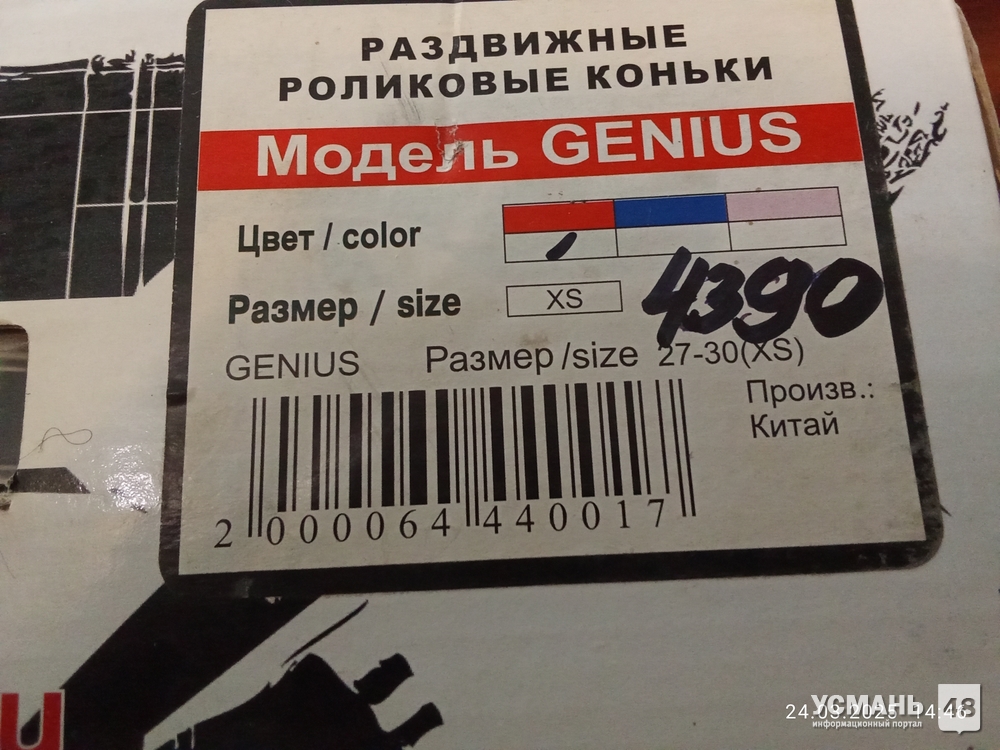 РАЗДВИЖНЫЕ
РОЛИКОВЫЕ КОНЬКИ
Модель GENIUS
Цвет / color
Размер / size XS
4390
GENIUS Размер /size 27-30(XS)
Произв.:
Китай
2 000064 440017
u
УСМАНЬ 48
информационный портал
24.09.2025 14:46